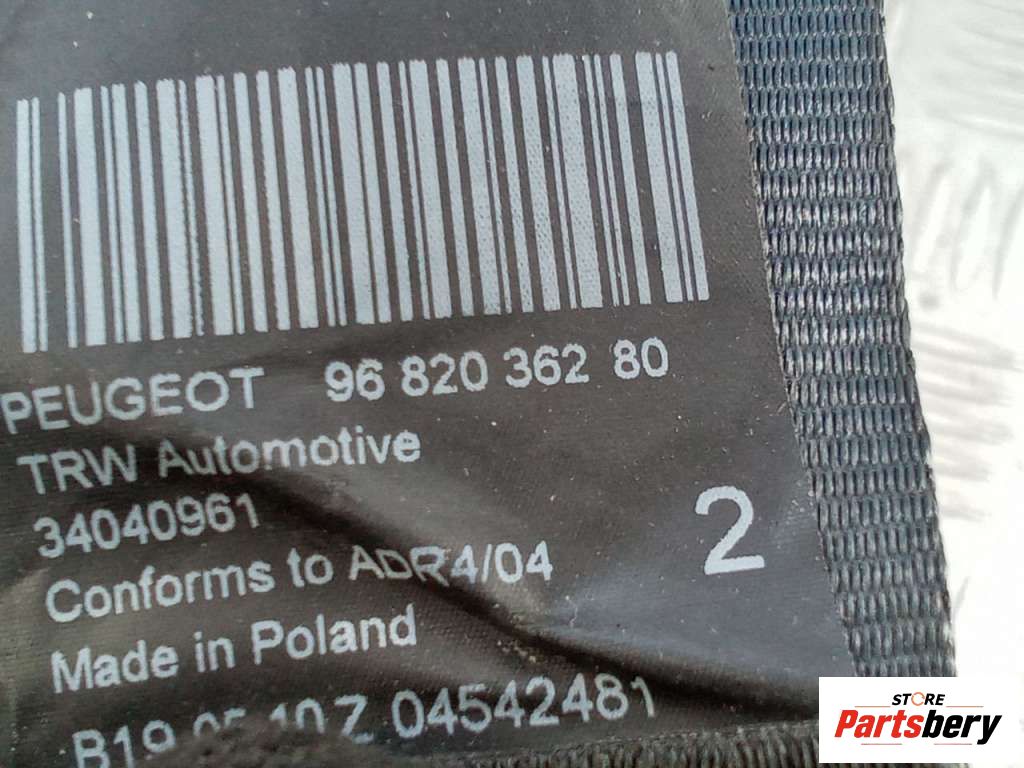 PEUGEOT 96 820 362 80
TRW Automotive
34040961
Conforms to ADR4/04
Made in Poland
2
B19 05 10 Z 04542481
STORE
Partsbery